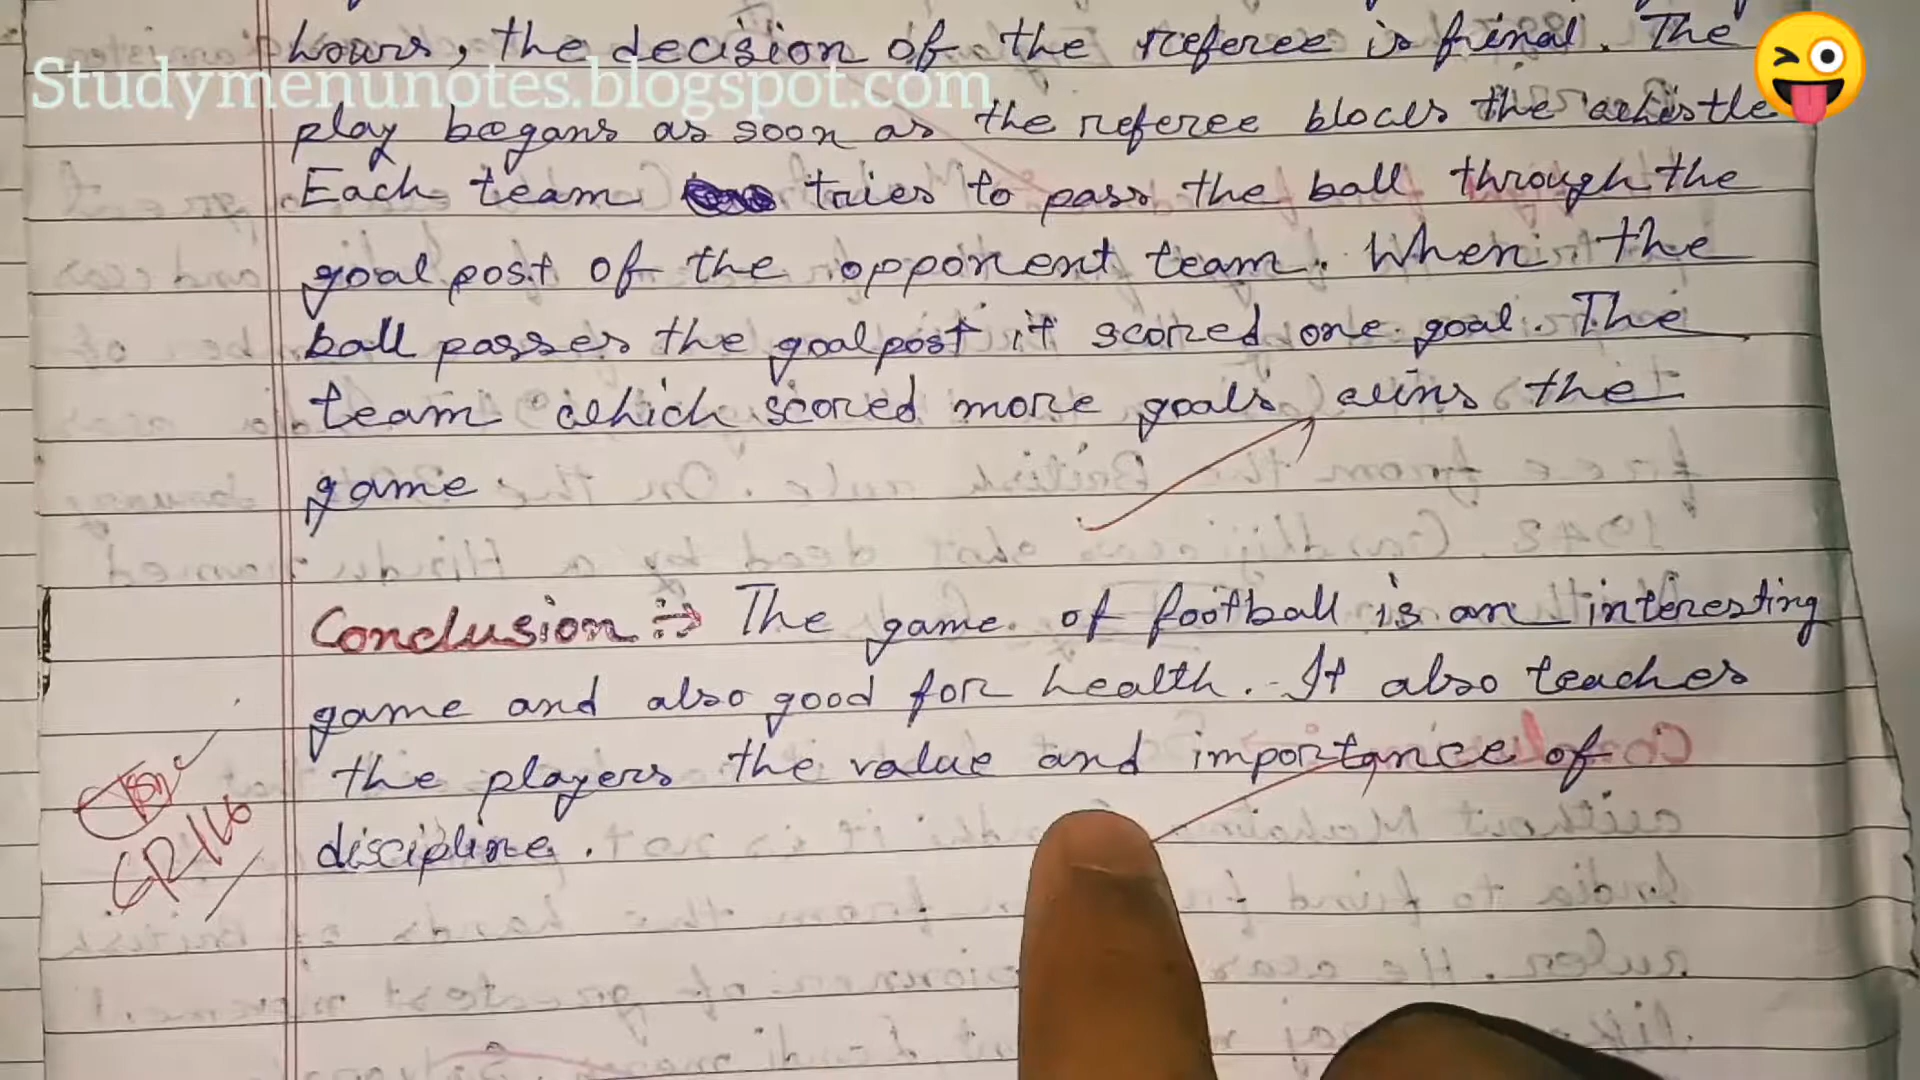 hours, the decision of the referee is final. The
Studymenunotes.blogspot.com
play begans as soon as the referee blows the whistle
Each team tries to pass the ball through the
goal post of the opponent team. When the
ball passes the goalpost it scored one goal. The
team which scored more goals wins the
game.
Conclusion :→ The game of football is an interesting
game and also good for health. It also teaches
the players the value and importance of
discipline.